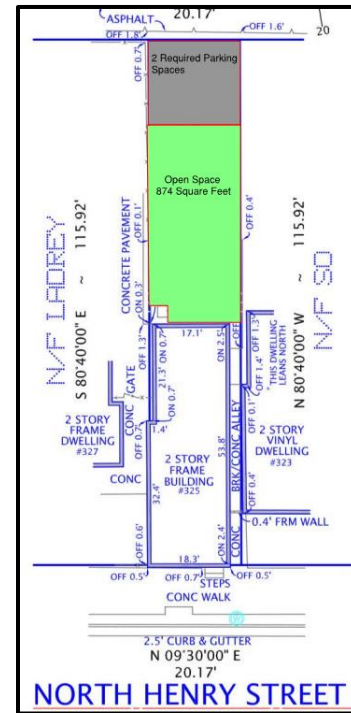 ASPHALT
20.17'
20
OFF 1.8'
OFF 1.6'
OFF 0.7'
2 Required Parking
Spaces
Open Space
874 Square Feet
OFF 0.1'
OFF 0.4'
CONCRETE PAVEMENT
N/F LADREY
S 80°40'00" E ~ 115.92'
N 80°40'00" W ~ 115.92'
N/F SO
17.1'
OFF 1.3'
ON 0.7'
ON 2.5'
OFF
OFF 1.3'
OFF 1.4'
" THIS DWELLING
LEANS NORTH
21.3'
ON 0.7'
CONC
GATE
1.4'
OFF 0.7'
OFF 0.1'
2 STORY
FRAME
DWELLING
#327
2 STORY
FRAME
BUILDING
#325
53.8'
BRK/CONC ALLEY
2 STORY
VINYL
DWELLING
#323
CONC
32.4'
OFF 0.4'
0.4' FRM WALL
OFF 0.6'
ON 2.4'
CONC
18.3'
OFF 0.5'
OFF 0.7'
OFF 0.5'
STEPS
CONC WALK
2.5' CURB & GUTTER
N 09°30'00" E
20.17'
NORTH HENRY STREET